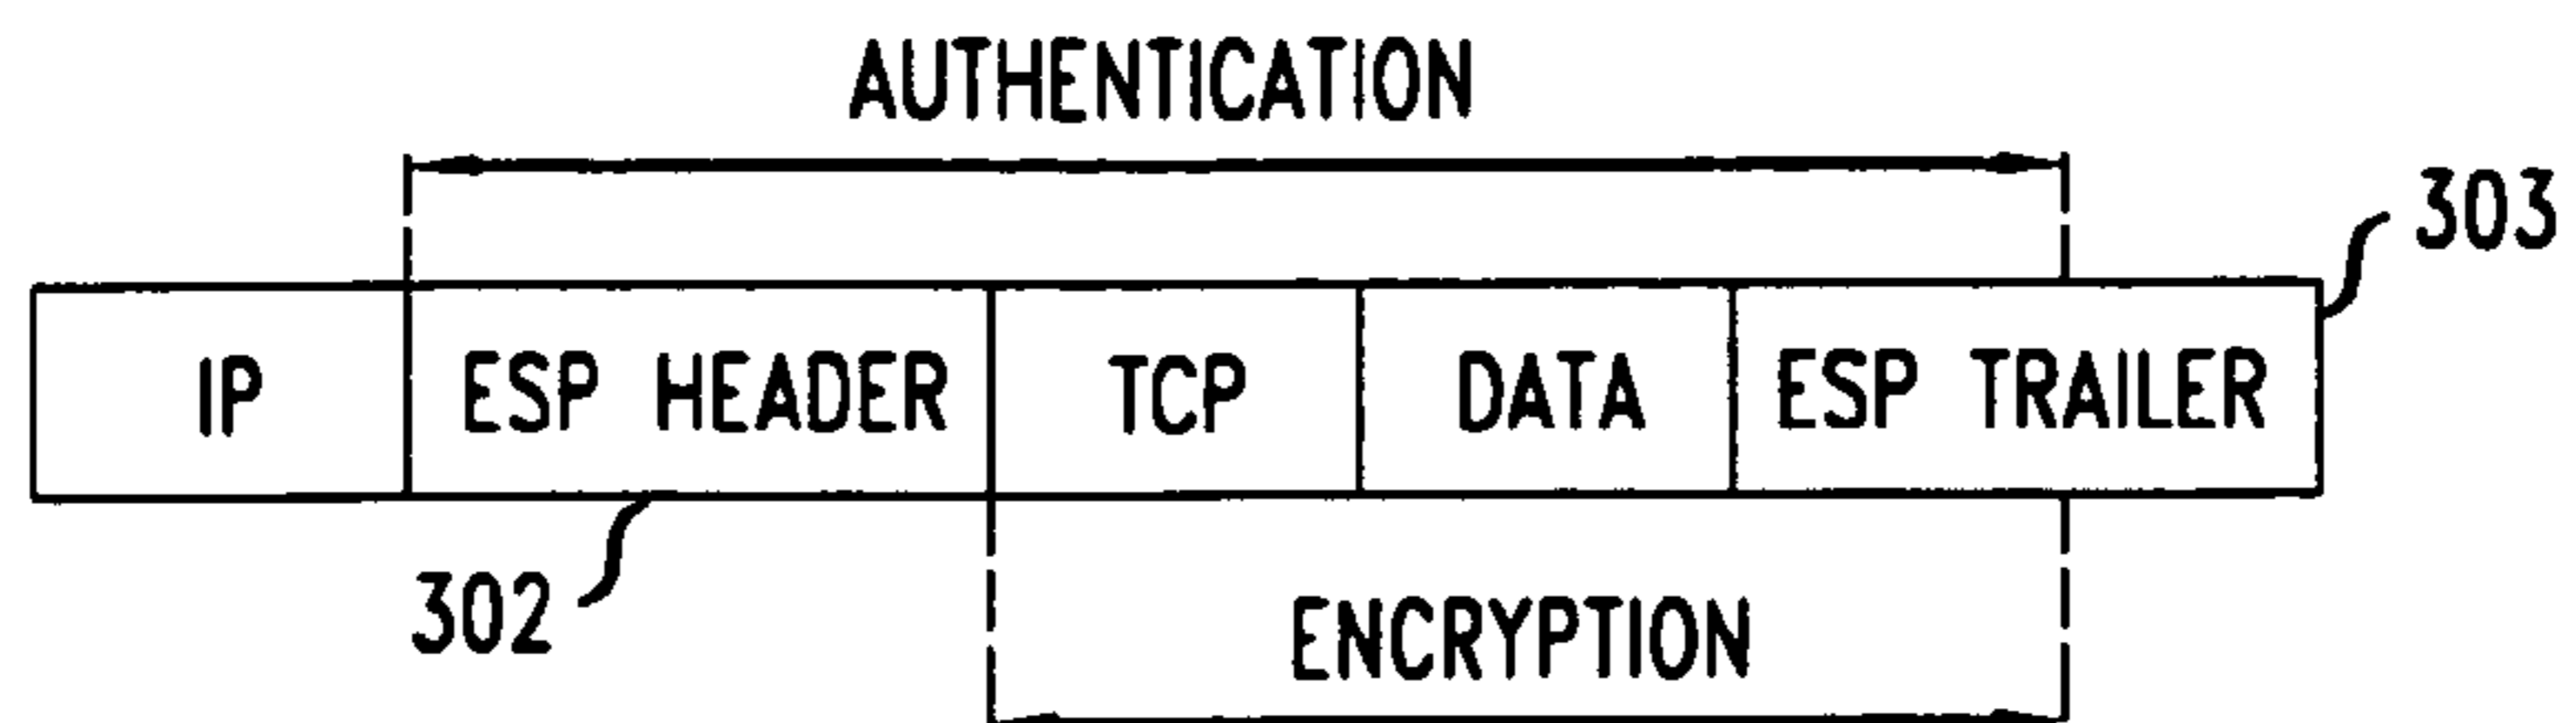 AUTHENTICATION
303
IP ESP HEADER TCP DATA ESP TRAILER
302
ENCRYPTION